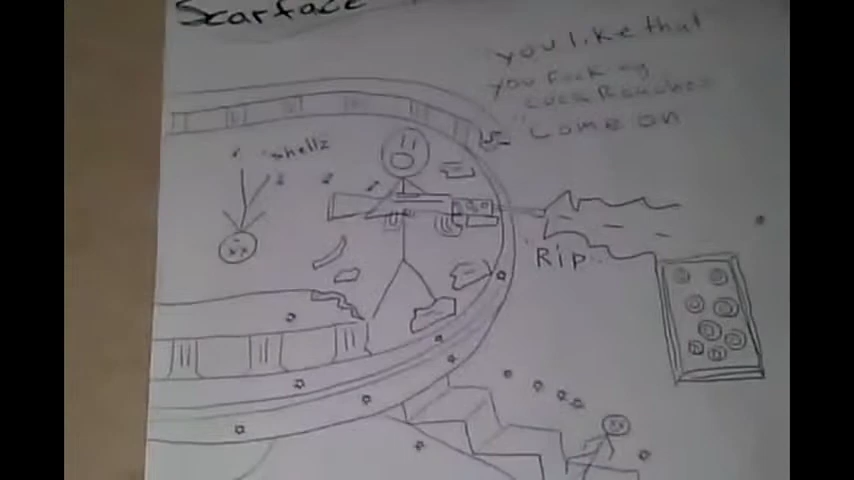 Scarface
you like that
you fuck ng
cock Roaches
come on
shellz
Rip